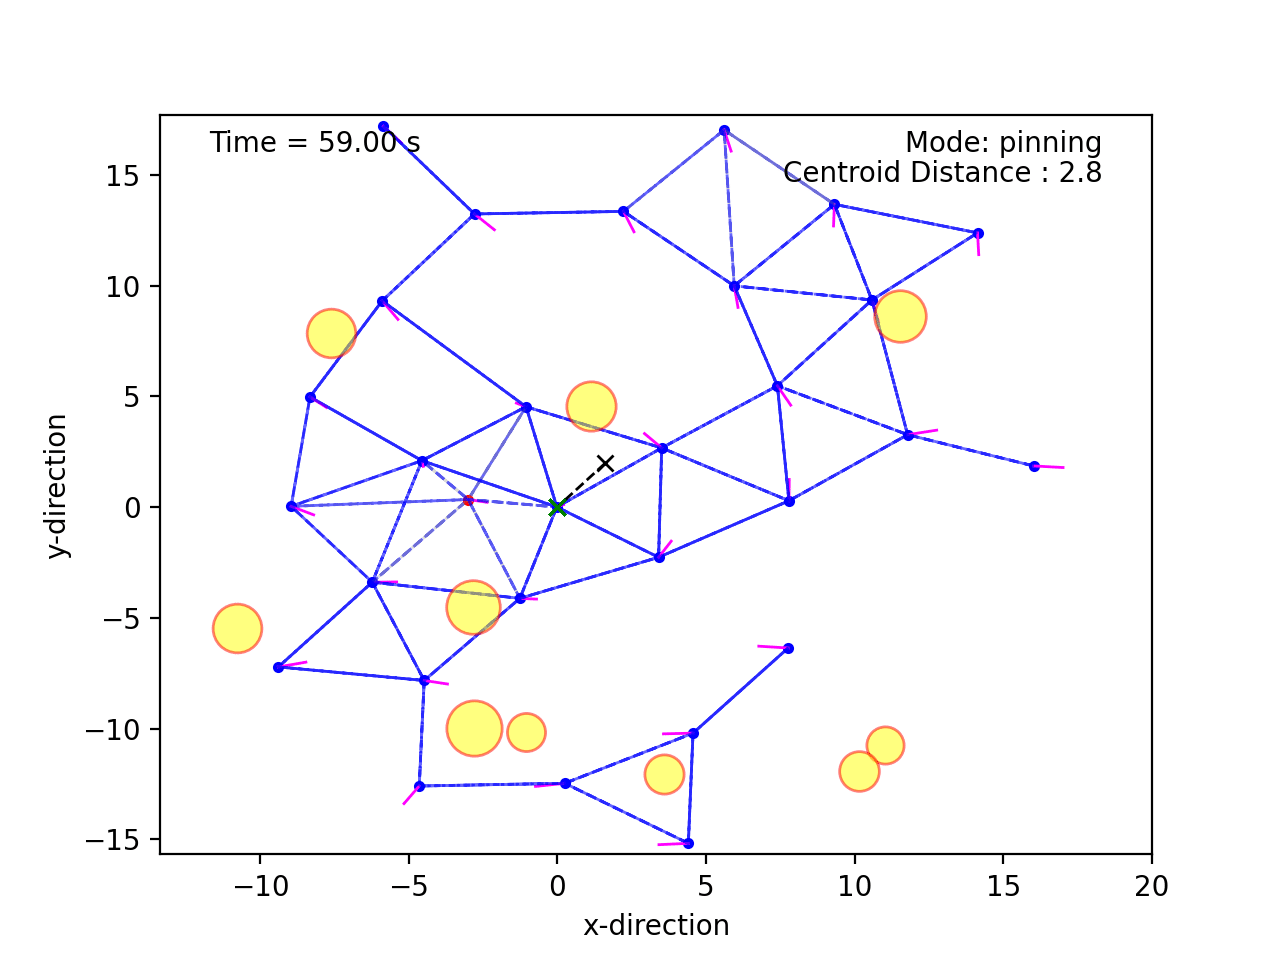 Time = 59.00 s
Mode: pinning
Centroid Distance : 2.8
15
10
5
0
−5
−10
−15
y-direction
−10 −5 0 5 10 15 20
x-direction